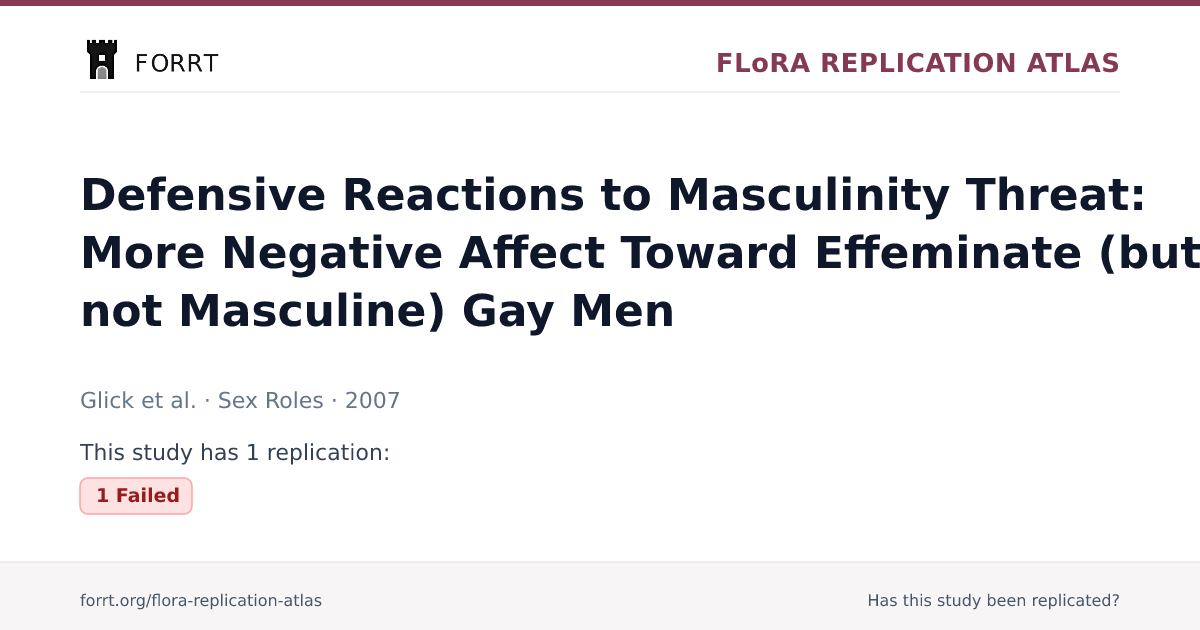 FORRT
FLoRA REPLICATION ATLAS
Defensive Reactions to Masculinity Threat:
More Negative Affect Toward Effeminate (but
not Masculine) Gay Men
Glick et al. · Sex Roles · 2007
This study has 1 replication:
1 Failed
forrt.org/flora-replication-atlas
Has this study been replicated?